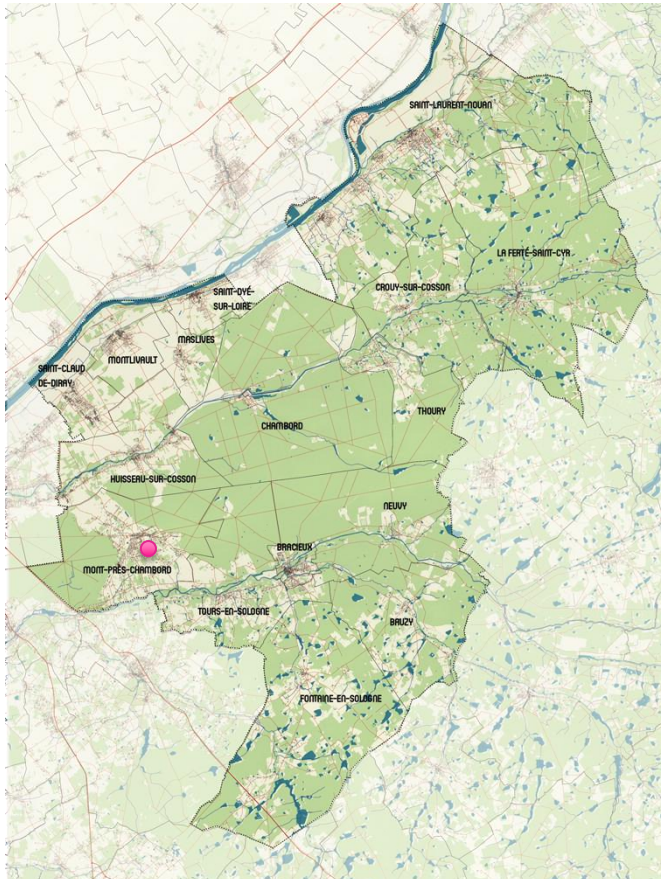 SAINT-LAURENT-NOUAN
LA FERTÉ-SAINT-CYR
CROUY-SUR-COSSON
SAINT-DYÉ-
SUR-LOIRE
MASLIVES
MONTLIVAULT
SAINT-CLAUD
DE-DIRAY
THOURY
CHAMBORD
HUISSEAU-SUR-COSSON
NEUVY
BRACIEUX
MONT-PRÈS-CHAMBORD
TOURS-EN-SOLOGNE
BAUZY
FONTAINE-EN-SOLOGNE